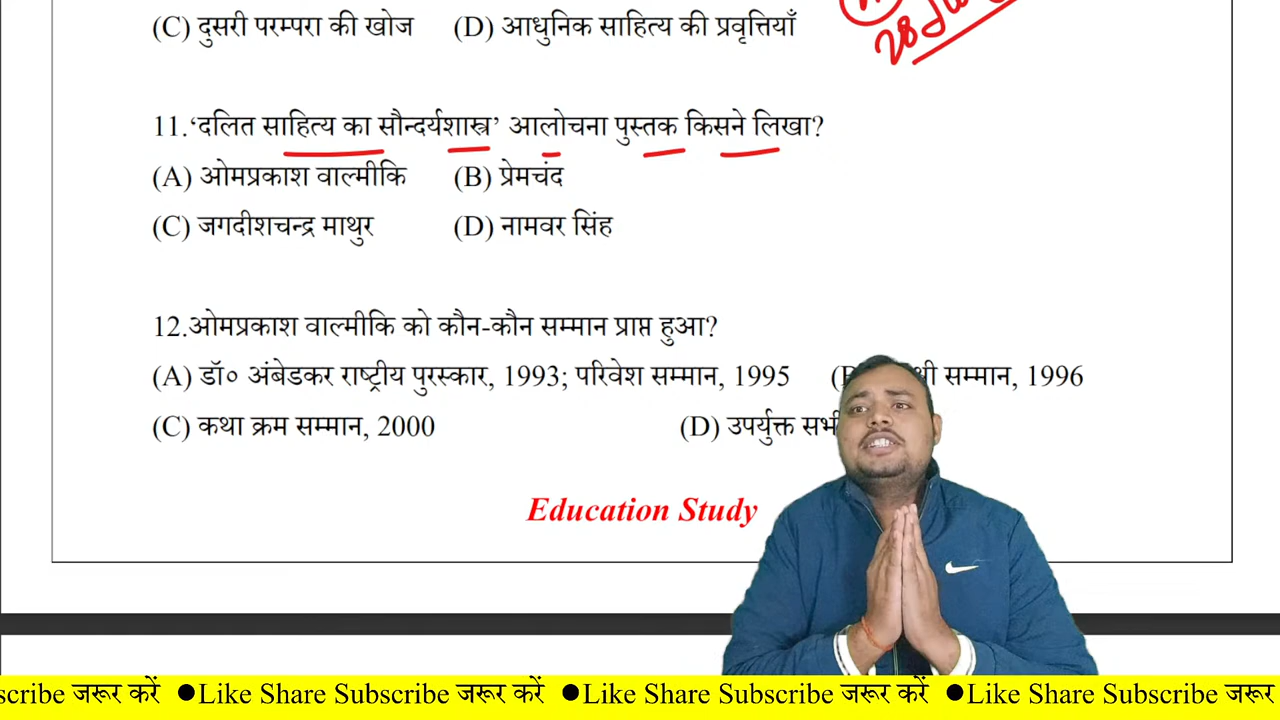 (C) दुसरी परम्परा की खोज (D) आधुनिक साहित्य की प्रवृत्तियाँ
28
11.‘दलित साहित्य का सौन्दर्यशास्त्र’ आलोचना पुस्तक किसने लिखा?
(A) ओमप्रकाश वाल्मीकि (B) प्रेमचंद
(C) जगदीशचन्द्र माथुर (D) नामवर सिंह
12.ओमप्रकाश वाल्मीकि को कौन-कौन सम्मान प्राप्त हुआ?
(A) डॉ० अंबेडकर राष्ट्रीय पुरस्कार, 1993; परिवेश सम्मान, 1995 सम्मान, 1996
(C) कथा क्रम सम्मान, 2000 (D) उपर्युक्त सभी
Education Study
scribe जरूर करें ●Like Share Subscribe जरूर करें ●Like Share Subscribe जरूर करें ●Like Share Subscribe जरूर